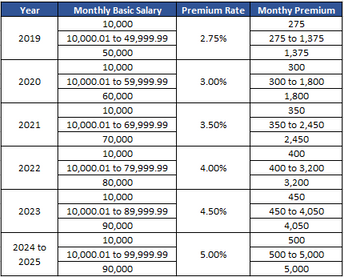 Year Monthly Basic Salary Premium Rate Monthy Premium
2019 10,000 2.75% 275
10,000.01 to 49,999.99 275 to 1,375
50,000 1,375
2020 10,000 3.00% 300
10,000.01 to 59,999.99 300 to 1,800
60,000 1,800
2021 10,000 3.50% 350
10,000.01 to 69,999.99 350 to 2,450
70,000 2,450
2022 10,000 4.00% 400
10,000.01 to 79,999.99 400 to 3,200
80,000 3,200
2023 10,000 4.50% 450
10,000.01 to 89,999.99 450 to 4,050
90,000 4,050
2024 to 2025 10,000 5.00% 500
10,000.01 to 99,999.99 500 to 5,000
90,000 5,000